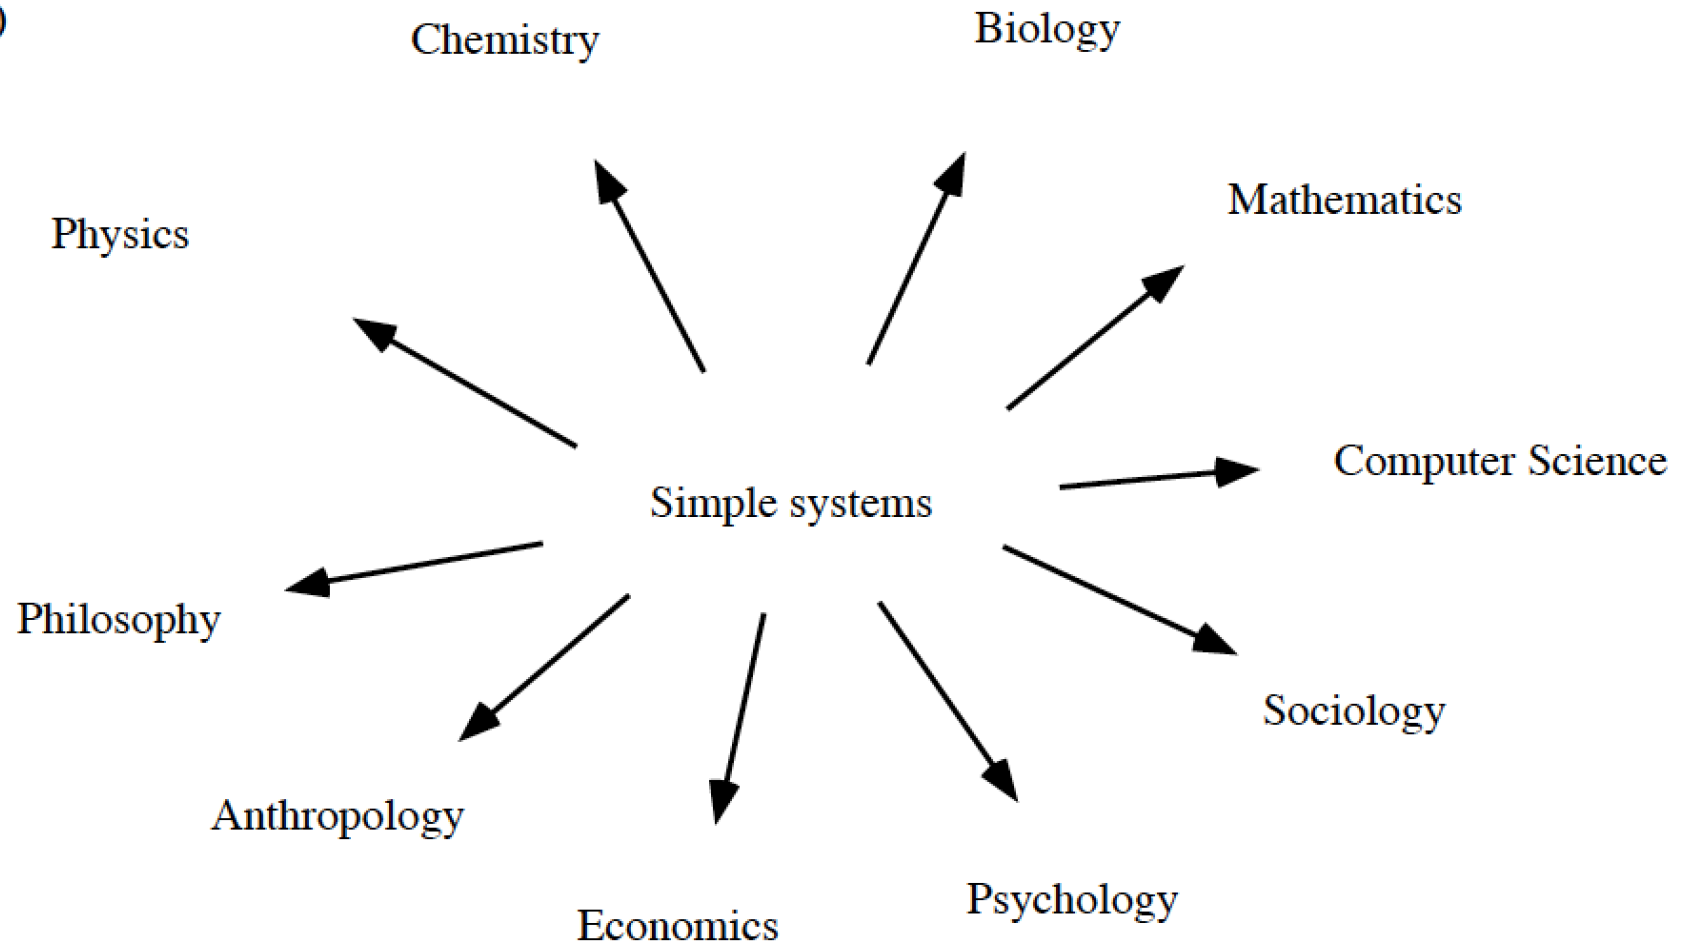 )
Chemistry
Biology
Mathematics
Physics
Computer Science
Simple systems
Philosophy
Sociology
Anthropology
Psychology
Economics